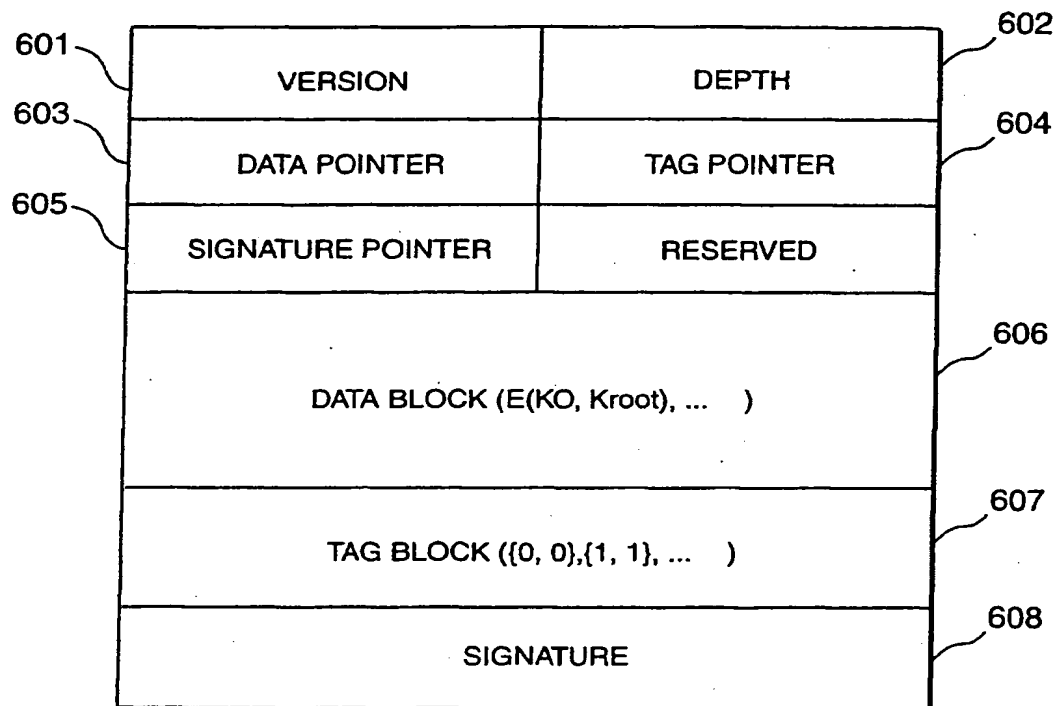 601
602
VERSION
DEPTH
603
604
DATA POINTER
TAG POINTER
605
SIGNATURE POINTER
RESERVED
606
DATA BLOCK (E(KO, Kroot), ... )
607
TAG BLOCK ({0, 0},{1, 1}, ... )
608
SIGNATURE